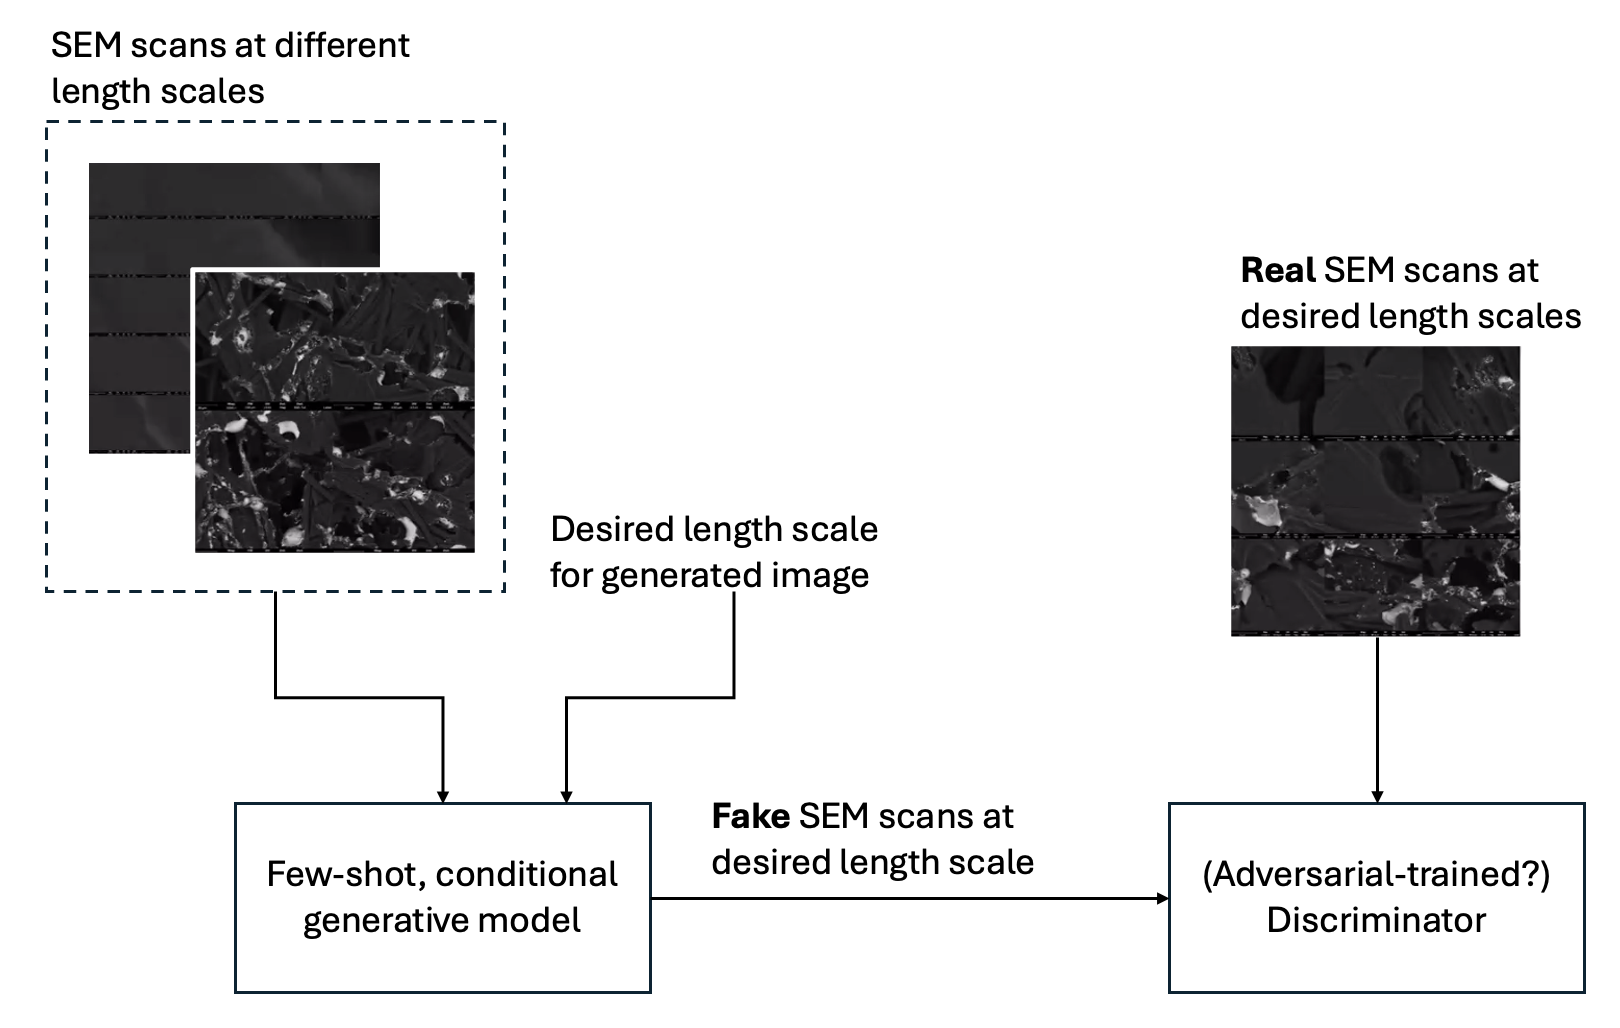 SEM scans at different
length scales
Desired length scale
for generated image
Real SEM scans at
desired length scales
Few-shot, conditional
generative model
Fake SEM scans at
desired length scale
(Adversarial-trained?)
Discriminator